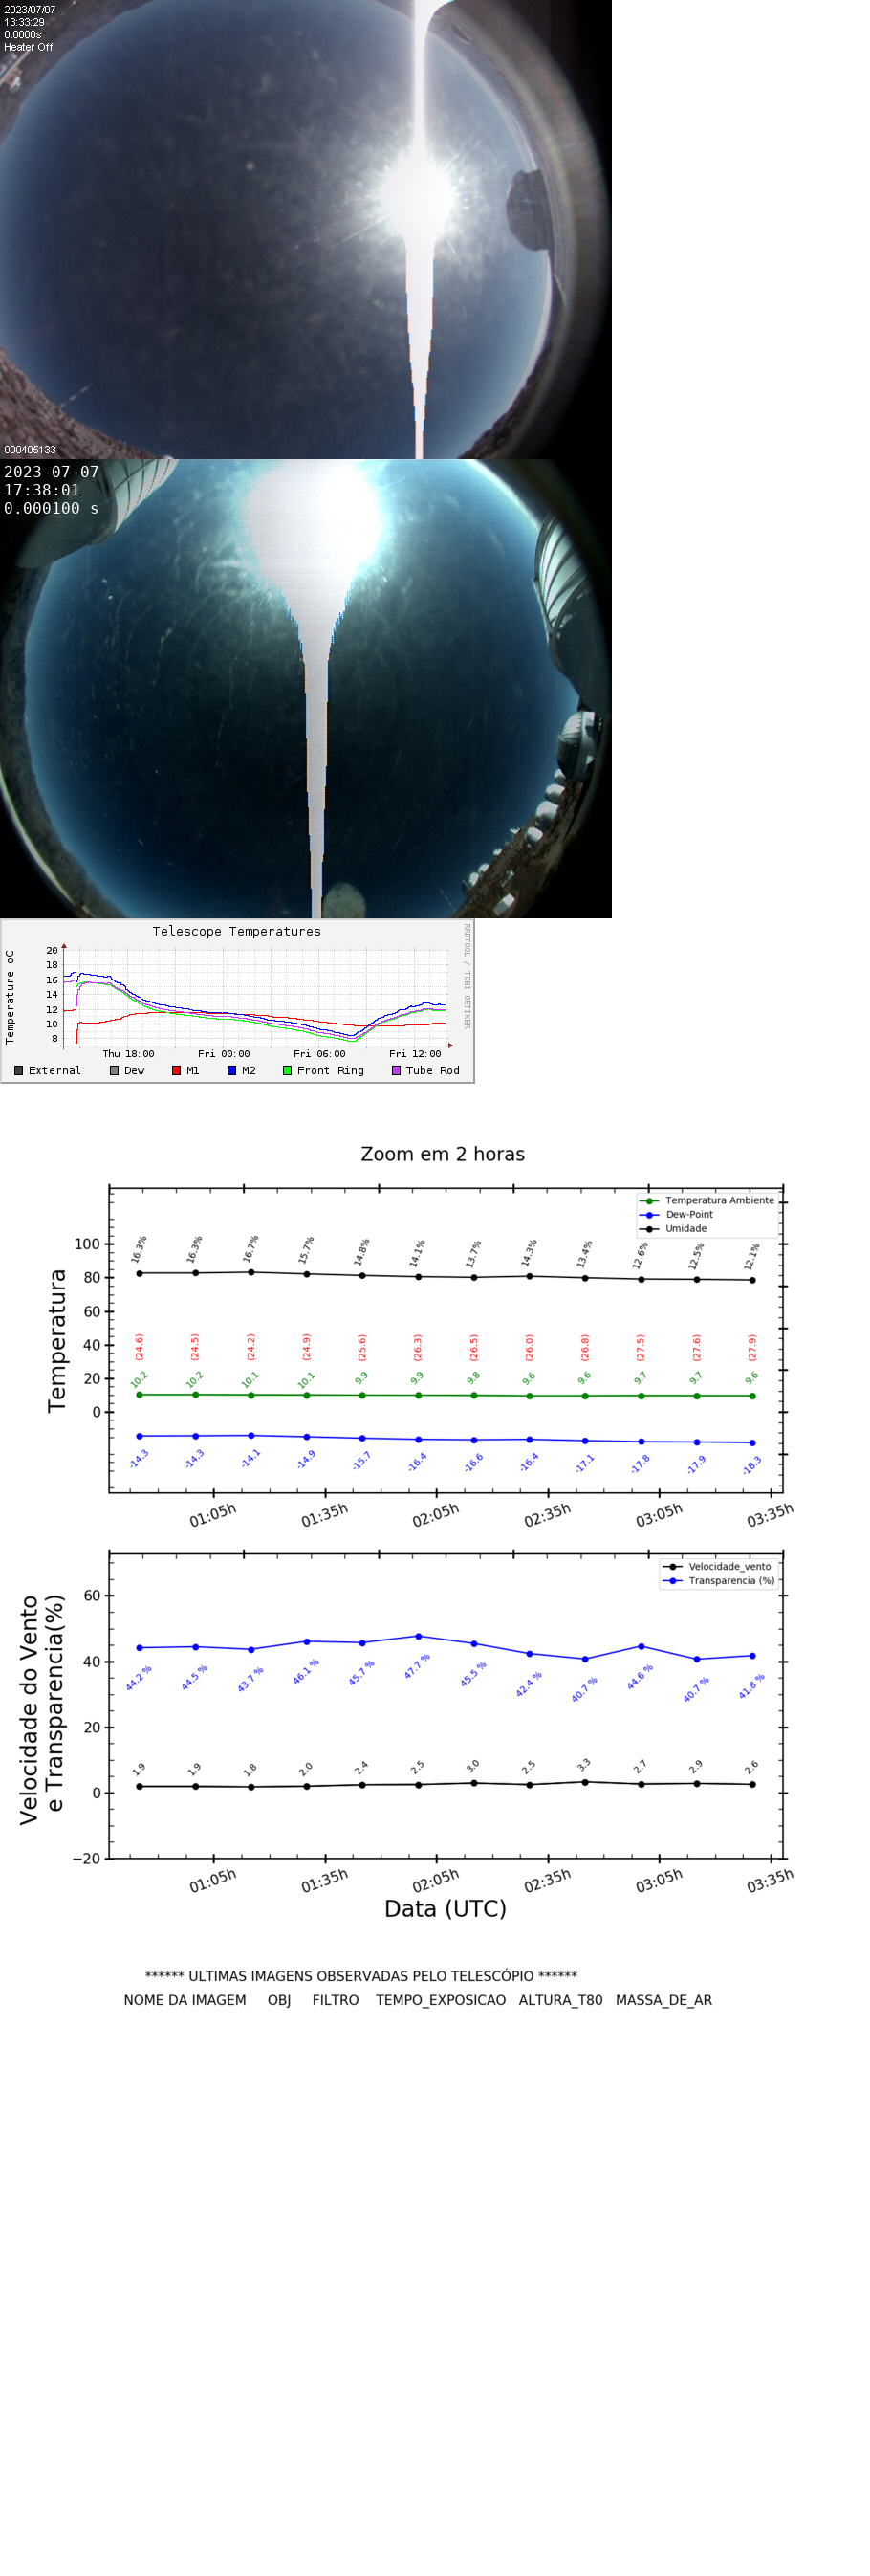 2023/07/07
13:33:29
0.0000s
Heater Off
000405133
2023-07-07
17:38:01
0.000100 s
Telescope Temperatures
RRDTOOL / TOBI OETIKER
Temperature oC
20
18
16
14
12
10
8
Thu 18:00 Fri 00:00 Fri 06:00 Fri 12:00
External Dew M1 M2 Front Ring Tube Rod
Zoom em 2 horas
Temperatura Ambiente
Dew-Point
Umidade
Temperatura
100
80
60
40
20
0
16.3% 16.3% 16.7% 15.7% 14.8% 14.1% 13.7% 14.3% 13.4% 12.6% 12.5% 12.1%
(24.6) (24.5) (24.2) (24.9) (25.6) (26.3) (26.5) (26.0) (26.8) (27.5) (27.6) (27.9)
10.2 10.2 10.1 10.1 9.9 9.9 9.8 9.6 9.6 9.7 9.7 9.6
-14.3 -14.3 -14.1 -14.9 -15.7 -16.4 -16.6 -16.4 -17.1 -17.8 -17.9 -18.3
01:05h 01:35h 02:05h 02:35h 03:05h 03:35h
Velocidade_vento
Transparencia (%)
Velocidade do Vento
e Transparencia(%)
60
40
20
0
−20
44.2 % 44.5 % 43.7 % 46.1 % 45.7 % 47.7 % 45.5 % 42.4 % 40.7 % 44.6 % 40.7 % 41.8 %
1.9 1.9 1.8 2.0 2.4 2.5 3.0 2.5 3.3 2.7 2.9 2.6
01:05h 01:35h 02:05h 02:35h 03:05h 03:35h
Data (UTC)
****** ULTIMAS IMAGENS OBSERVADAS PELO TELESCÓPIO ******
NOME DA IMAGEM OBJ FILTRO TEMPO_EXPOSICAO ALTURA_T80 MASSA_DE_AR